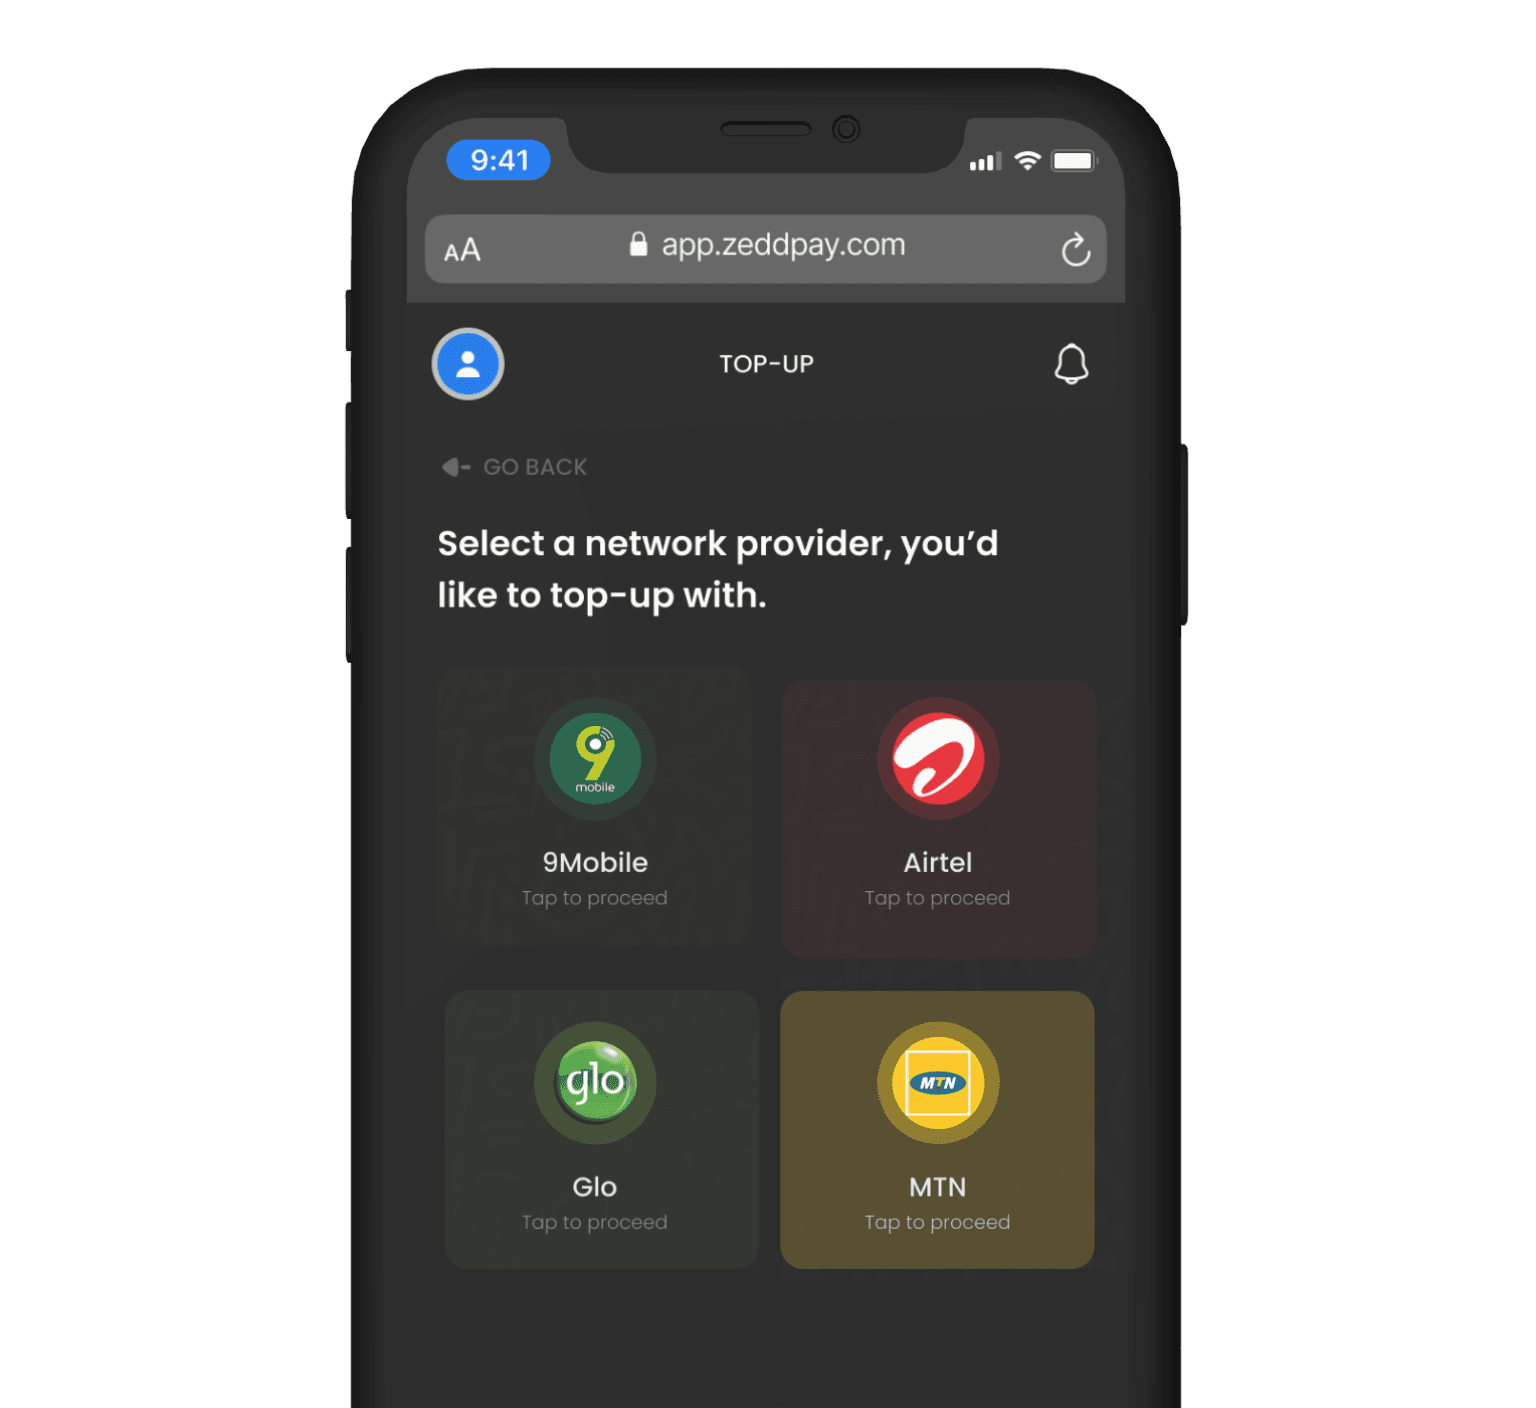 9:41
AA app.zeddpay.com
TOP-UP
GO BACK
Select a network provider, you’d
like to top-up with.
9
mobile
9Mobile
Tap to proceed
Airtel
Tap to proceed
glo
Glo
Tap to proceed
MTN
MTN
Tap to proceed